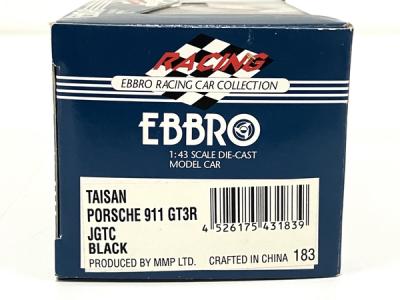 RACING
EBBRO RACING CAR COLLECTION
EBBRO
1:43 SCALE DIE-CAST
MODEL CAR
TAISAN
PORSCHE 911 GT3R
JGTC
BLACK
4 526175 431839
PRODUCED BY MMP LTD. CRAFTED IN CHINA 183